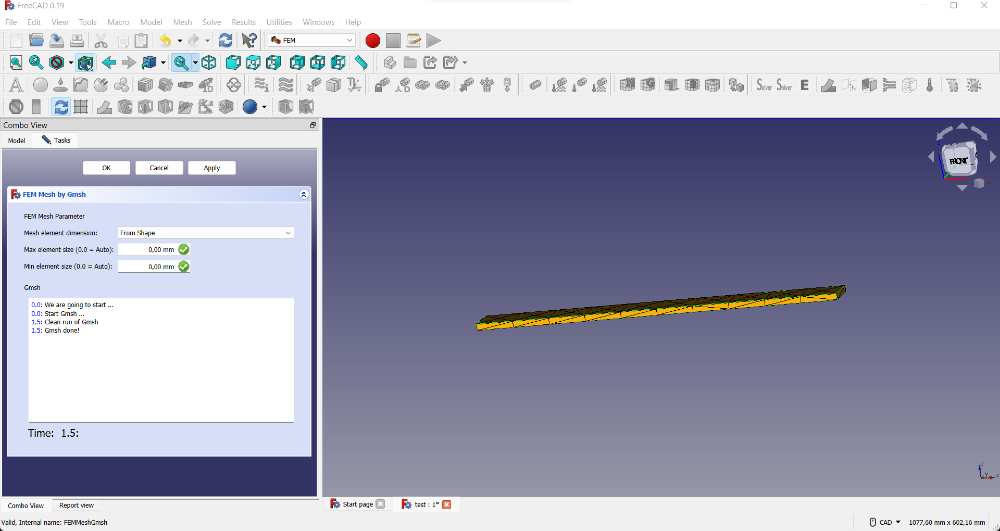 FreeCAD 0.19
File Edit View Tools Macro Model Mesh Solve Results Utilities Windows Help
FEM
Solver Solver E
Combo View
Model Tasks
OK Cancel Apply
FEM Mesh by Gmsh
FEM Mesh Parameter
Mesh element dimension: From Shape
Max element size (0.0 = Auto): 0,00 mm
Min element size (0.0 = Auto): 0,00 mm
Gmsh
0.0: We are going to start ...
0.0: Start Gmsh ...
1.5: Clean run of Gmsh
1.5: Gmsh done!
Time: 1.5:
FRONT
Z
Z
Y
X
Combo View Report view
Start page test : 1*
Valid, Internal name: FEMMeshGmsh
CAD 1077,60 mm x 602,16 mm